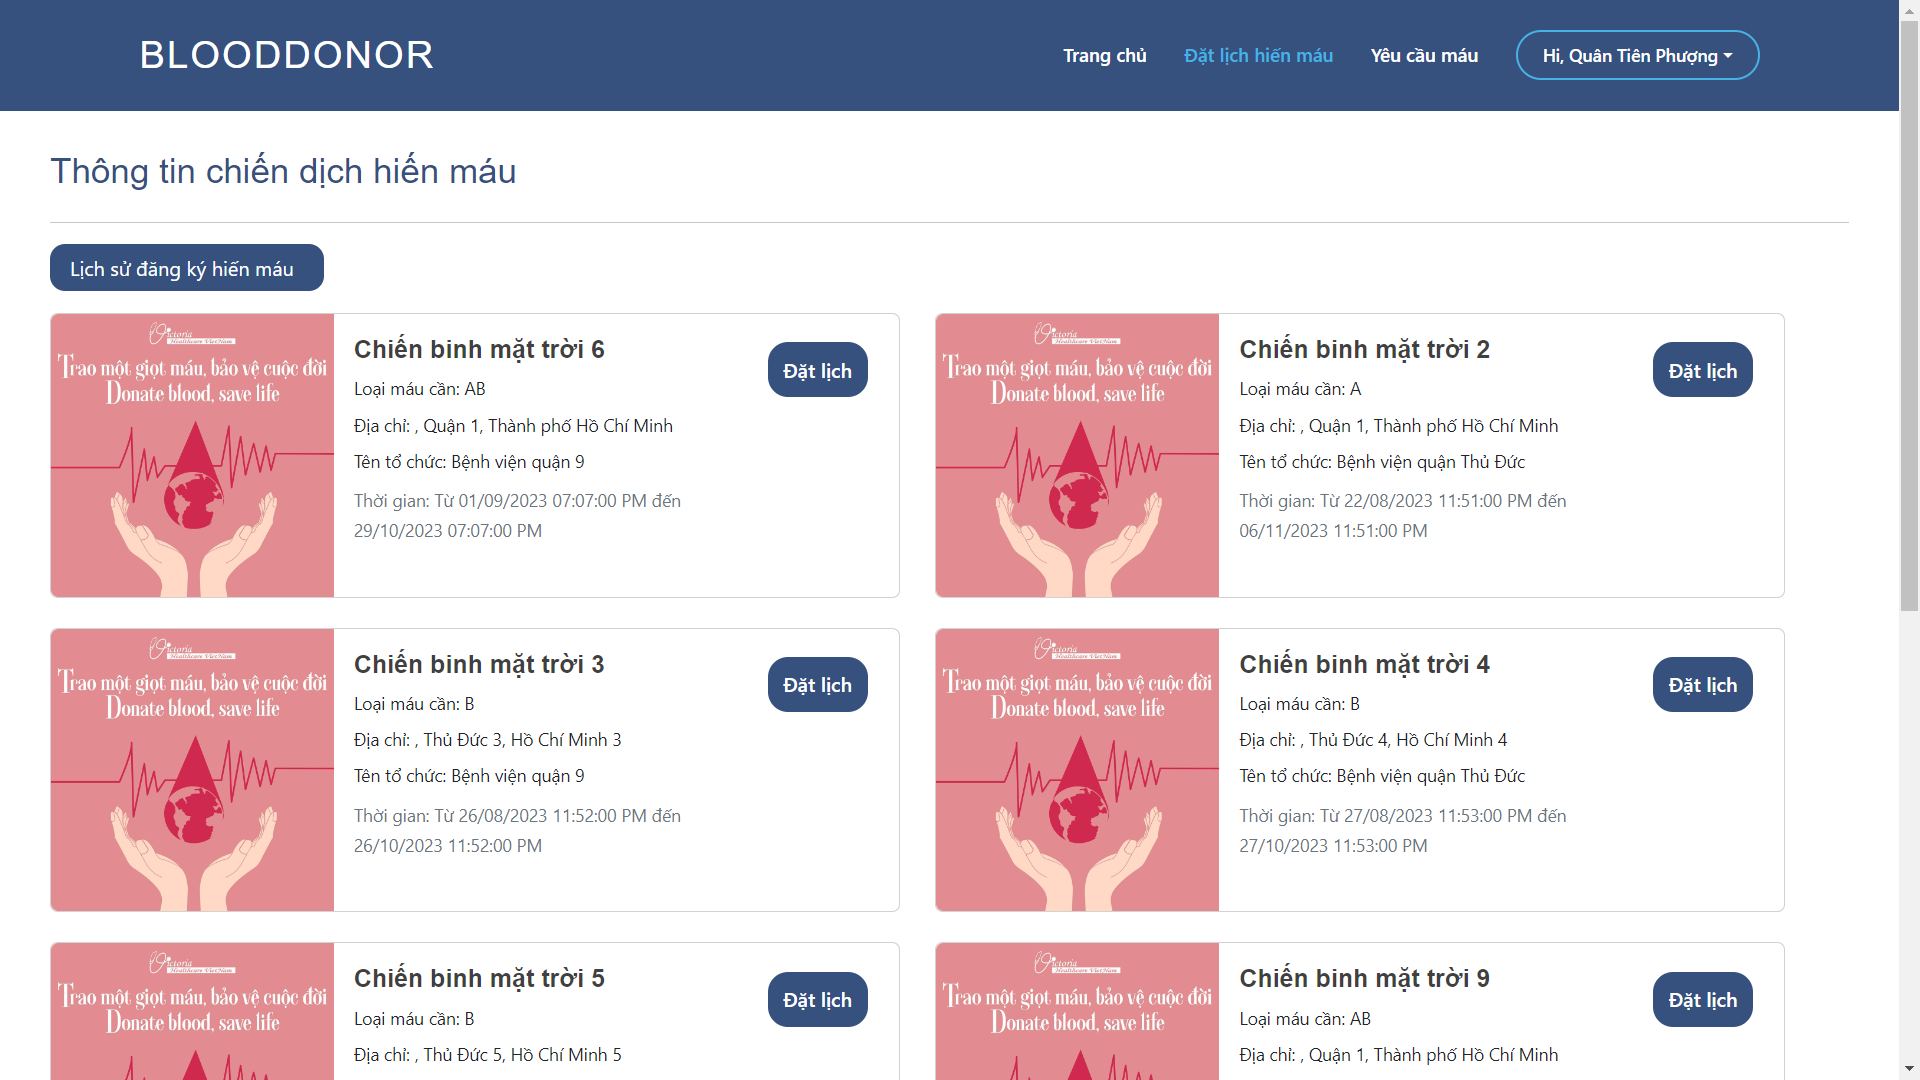 BLOODDONOR
Trang chủ
Đặt lịch hiến máu
Yêu cầu máu
Hi, Quân Tiên Phượng
Thông tin chiến dịch hiến máu
Lịch sử đăng ký hiến máu
Victoria
Healthcare VietNam
Trao một giọt máu, bảo vệ cuộc đời
Donate blood, save life
Chiến binh mặt trời 6
Đặt lịch
Loại máu cần: AB
Địa chỉ: , Quận 1, Thành phố Hồ Chí Minh
Tên tổ chức: Bệnh viện quận 9
Thời gian: Từ 01/09/2023 07:07:00 PM đến
29/10/2023 07:07:00 PM
Victoria
Healthcare VietNam
Trao một giọt máu, bảo vệ cuộc đời
Donate blood, save life
Chiến binh mặt trời 2
Đặt lịch
Loại máu cần: A
Địa chỉ: , Quận 1, Thành phố Hồ Chí Minh
Tên tổ chức: Bệnh viện quận Thủ Đức
Thời gian: Từ 22/08/2023 11:51:00 PM đến
06/11/2023 11:51:00 PM
Victoria
Healthcare VietNam
Trao một giọt máu, bảo vệ cuộc đời
Donate blood, save life
Chiến binh mặt trời 3
Đặt lịch
Loại máu cần: B
Địa chỉ: , Thủ Đức 3, Hồ Chí Minh 3
Tên tổ chức: Bệnh viện quận 9
Thời gian: Từ 26/08/2023 11:52:00 PM đến
26/10/2023 11:52:00 PM
Victoria
Healthcare VietNam
Trao một giọt máu, bảo vệ cuộc đời
Donate blood, save life
Chiến binh mặt trời 4
Đặt lịch
Loại máu cần: B
Địa chỉ: , Thủ Đức 4, Hồ Chí Minh 4
Tên tổ chức: Bệnh viện quận Thủ Đức
Thời gian: Từ 27/08/2023 11:53:00 PM đến
27/10/2023 11:53:00 PM
Victoria
Healthcare VietNam
Trao một giọt máu, bảo vệ cuộc đời
Donate blood, save life
Chiến binh mặt trời 5
Đặt lịch
Loại máu cần: B
Địa chỉ: , Thủ Đức 5, Hồ Chí Minh 5
Victoria
Healthcare VietNam
Trao một giọt máu, bảo vệ cuộc đời
Donate blood, save life
Chiến binh mặt trời 9
Đặt lịch
Loại máu cần: AB
Địa chỉ: , Quận 1, Thành phố Hồ Chí Minh